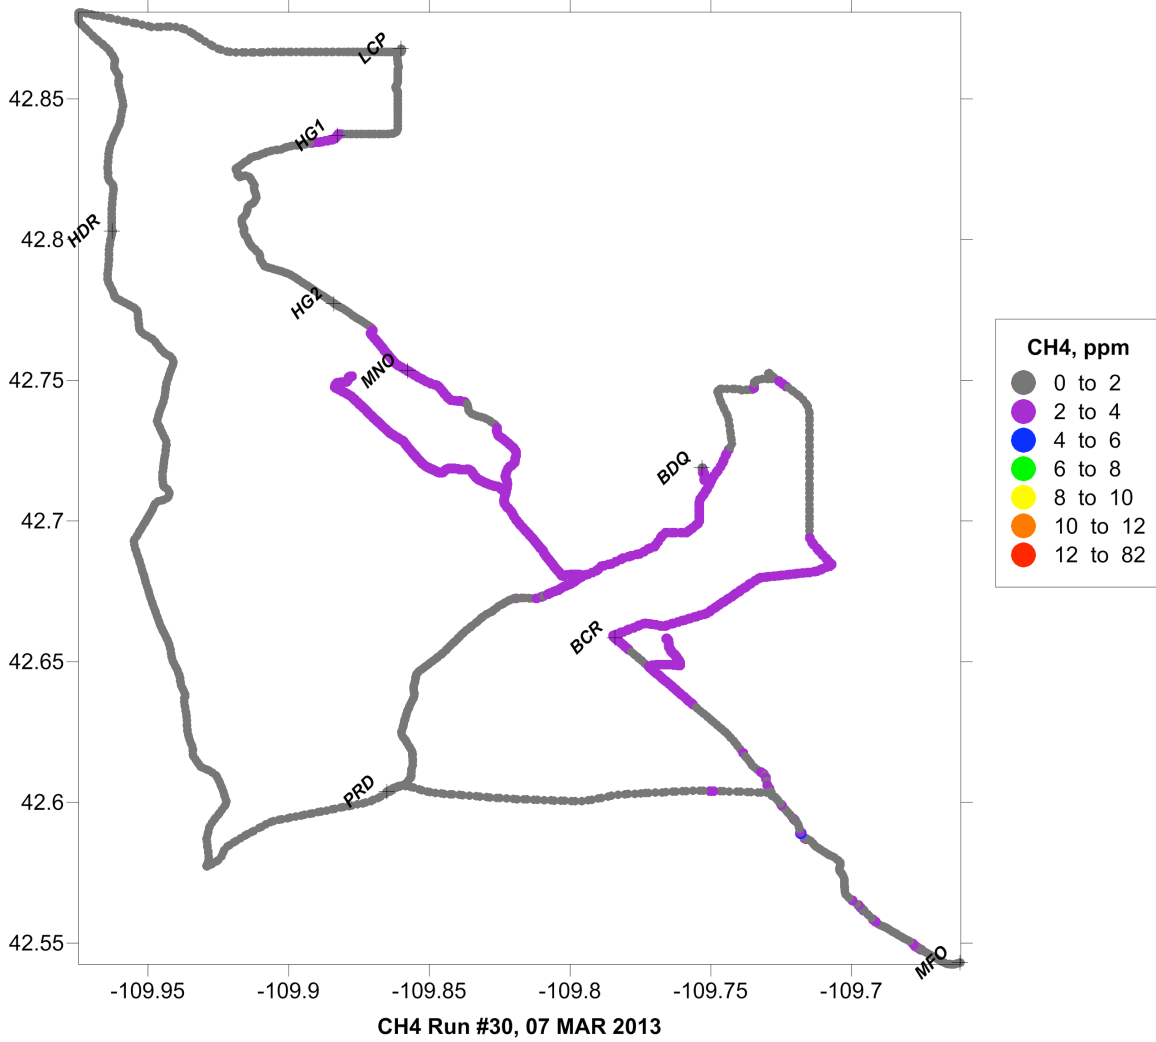 LCP
42.85
HG1
HDR
42.8
HG2
MNO
42.75
BDQ
42.7
BCR
42.65
PRD
42.6
42.55
MFO
-109.95 -109.9 -109.85 -109.8 -109.75 -109.7
CH4 Run #30, 07 MAR 2013
CH4, ppm
0 to 2
2 to 4
4 to 6
6 to 8
8 to 10
10 to 12
12 to 82